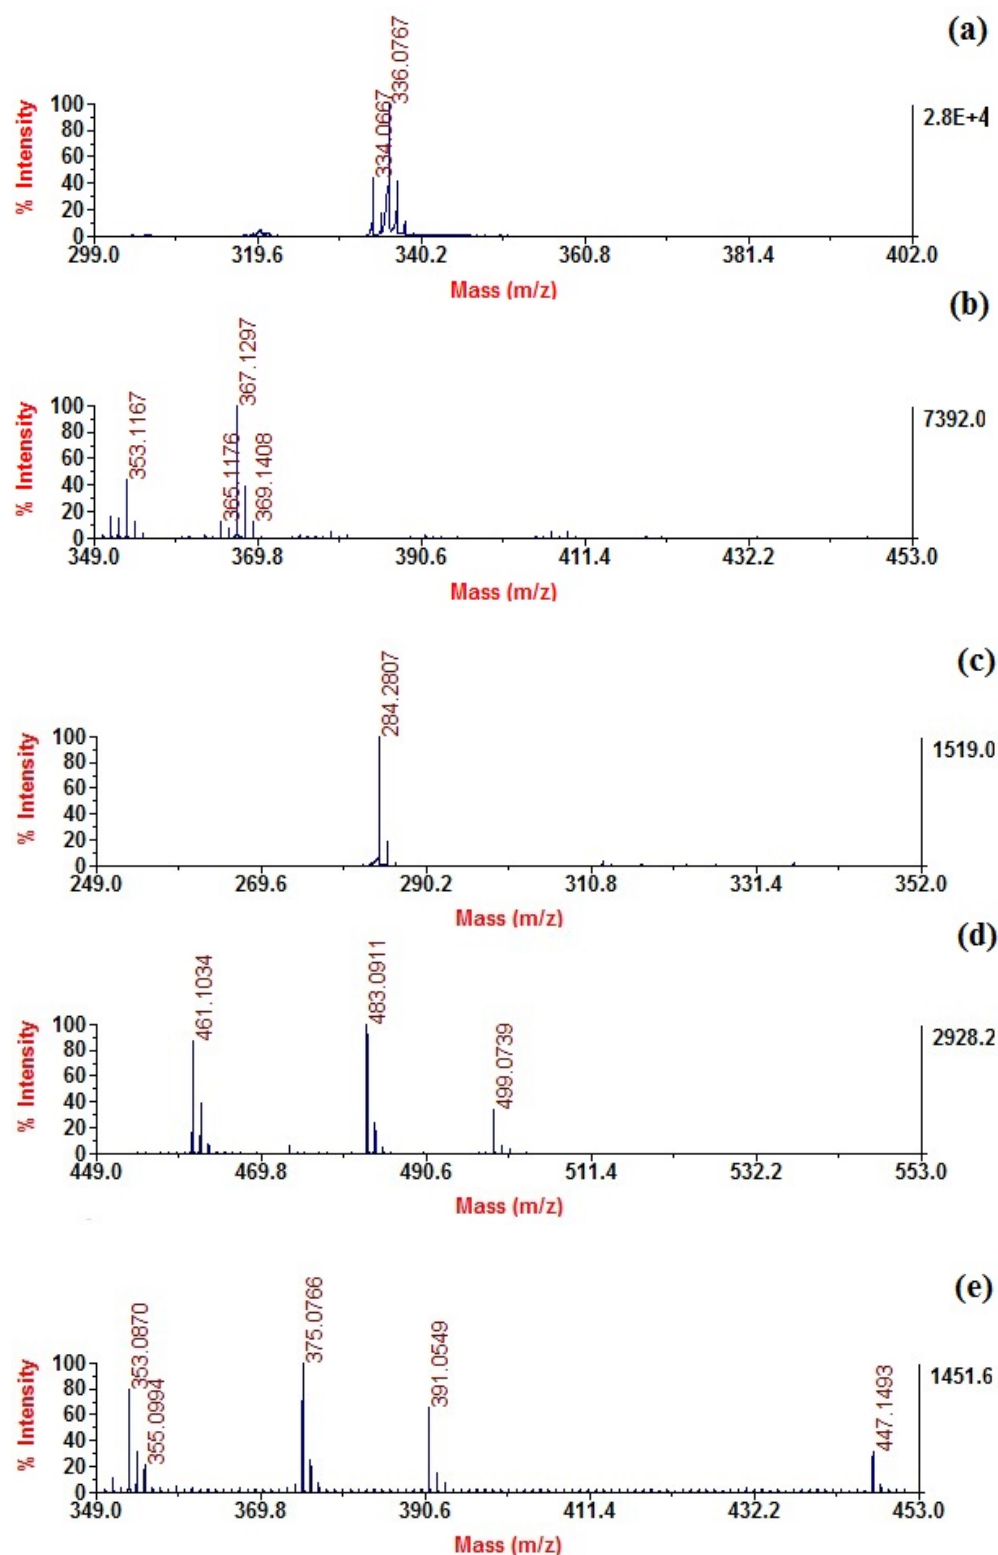 (a)
336.0767
334.0667
% Intensity
100
80
60
40
20
0
2.8E+4
299.0 319.6 340.2 360.8 381.4 402.0
Mass (m/z)
(b)
367.1297
353.1167
365.1176
369.1408
% Intensity
100
80
60
40
20
0
7392.0
349.0 369.8 390.6 411.4 432.2 453.0
Mass (m/z)
(c)
284.2807
% Intensity
100
80
60
40
20
0
1519.0
249.0 269.6 290.2 310.8 331.4 352.0
Mass (m/z)
(d)
461.1034
483.0911
499.0739
% Intensity
100
80
60
40
20
0
2928.2
449.0 469.8 490.6 511.4 532.2 553.0
Mass (m/z)
(e)
353.0870
355.0994
375.0766
391.0549
447.1493
% Intensity
100
80
60
40
20
0
1451.6
349.0 369.8 390.6 411.4 432.2 453.0
Mass (m/z)